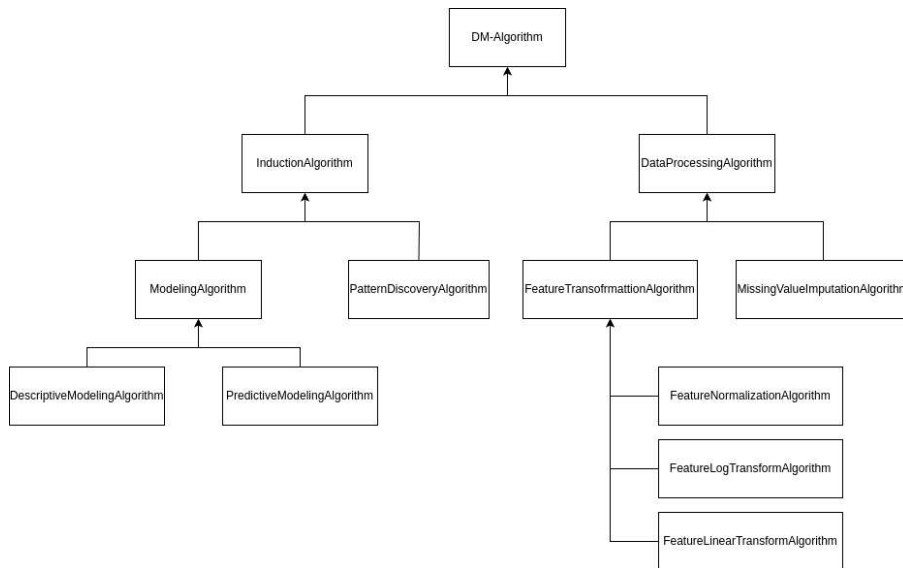 DM-Algorithm
InductionAlgorithm
DataProcessingAlgorithm
ModelingAlgorithm
PatternDiscoveryAlgorithm
FeatureTransofrmattionAlgorithm
MissingValueImputationAlgorithm
DescriptiveModelingAlgorithm
PredictiveModelingAlgorithm
FeatureNormalizationAlgorithm
FeatureLogTransformAlgorithm
FeatureLinearTransformAlgorithm